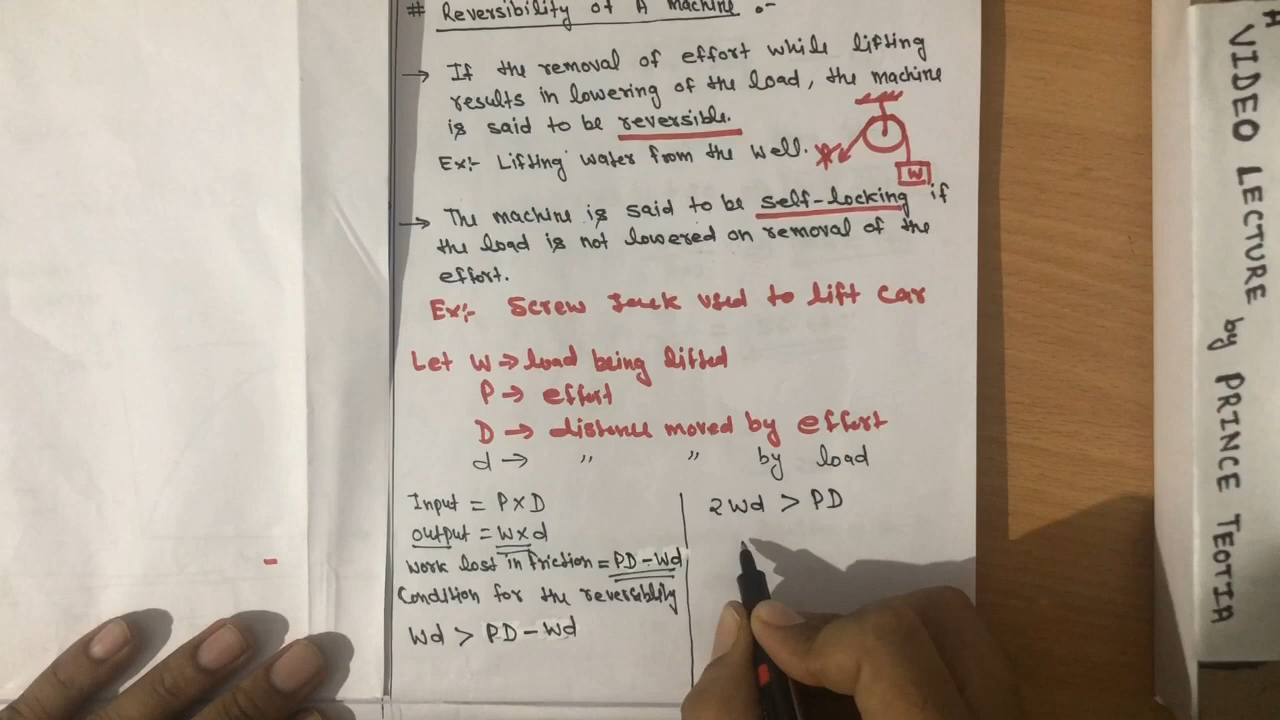 # Reversibility of A Machine :-
→ If the removal of effort while lifting
results in lowering of the load, the machine
is said to be reversible.
Ex:- Lifting water from the well.
W
→ The machine is said to be self-locking if
the load is not lowered on removal of the
effort.
Ex:- Screw Jack used to lift car
Let W → load being lifted
P → effort
D → distance moved by effort
d → " " by load
Input = P×D
output = W×d
Work lost in friction = PD-Wd
Condition for the reversiblity
Wd > PD-Wd
2Wd > PD
VIDEO LECTURE by PRINCE TEOTIA